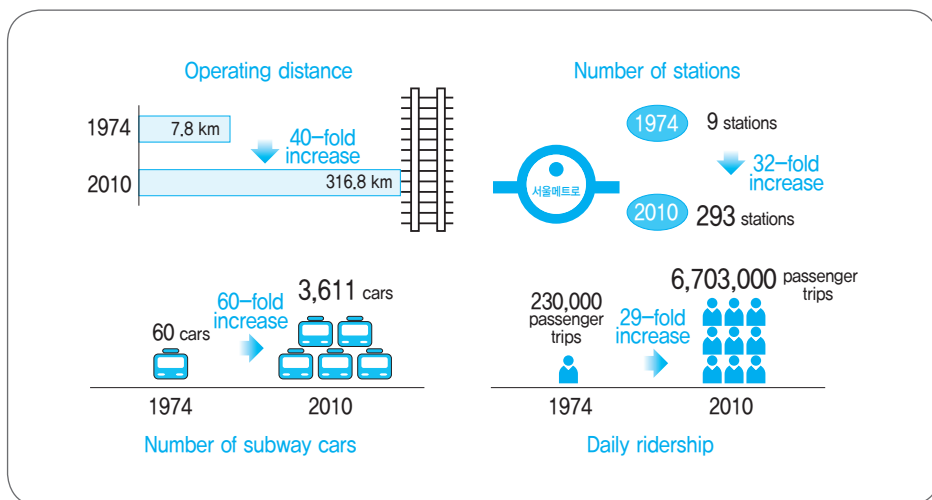 Operating distance
1974
7.8 km
40-fold
increase
2010
316.8 km
Number of stations
1974
9 stations
32-fold
increase
서울메트로
2010
293 stations
60 cars
60-fold
increase
3,611 cars
1974
2010
Number of subway cars
230,000
passenger
trips
29-fold
increase
6,703,000 passenger
trips
1974
2010
Daily ridership